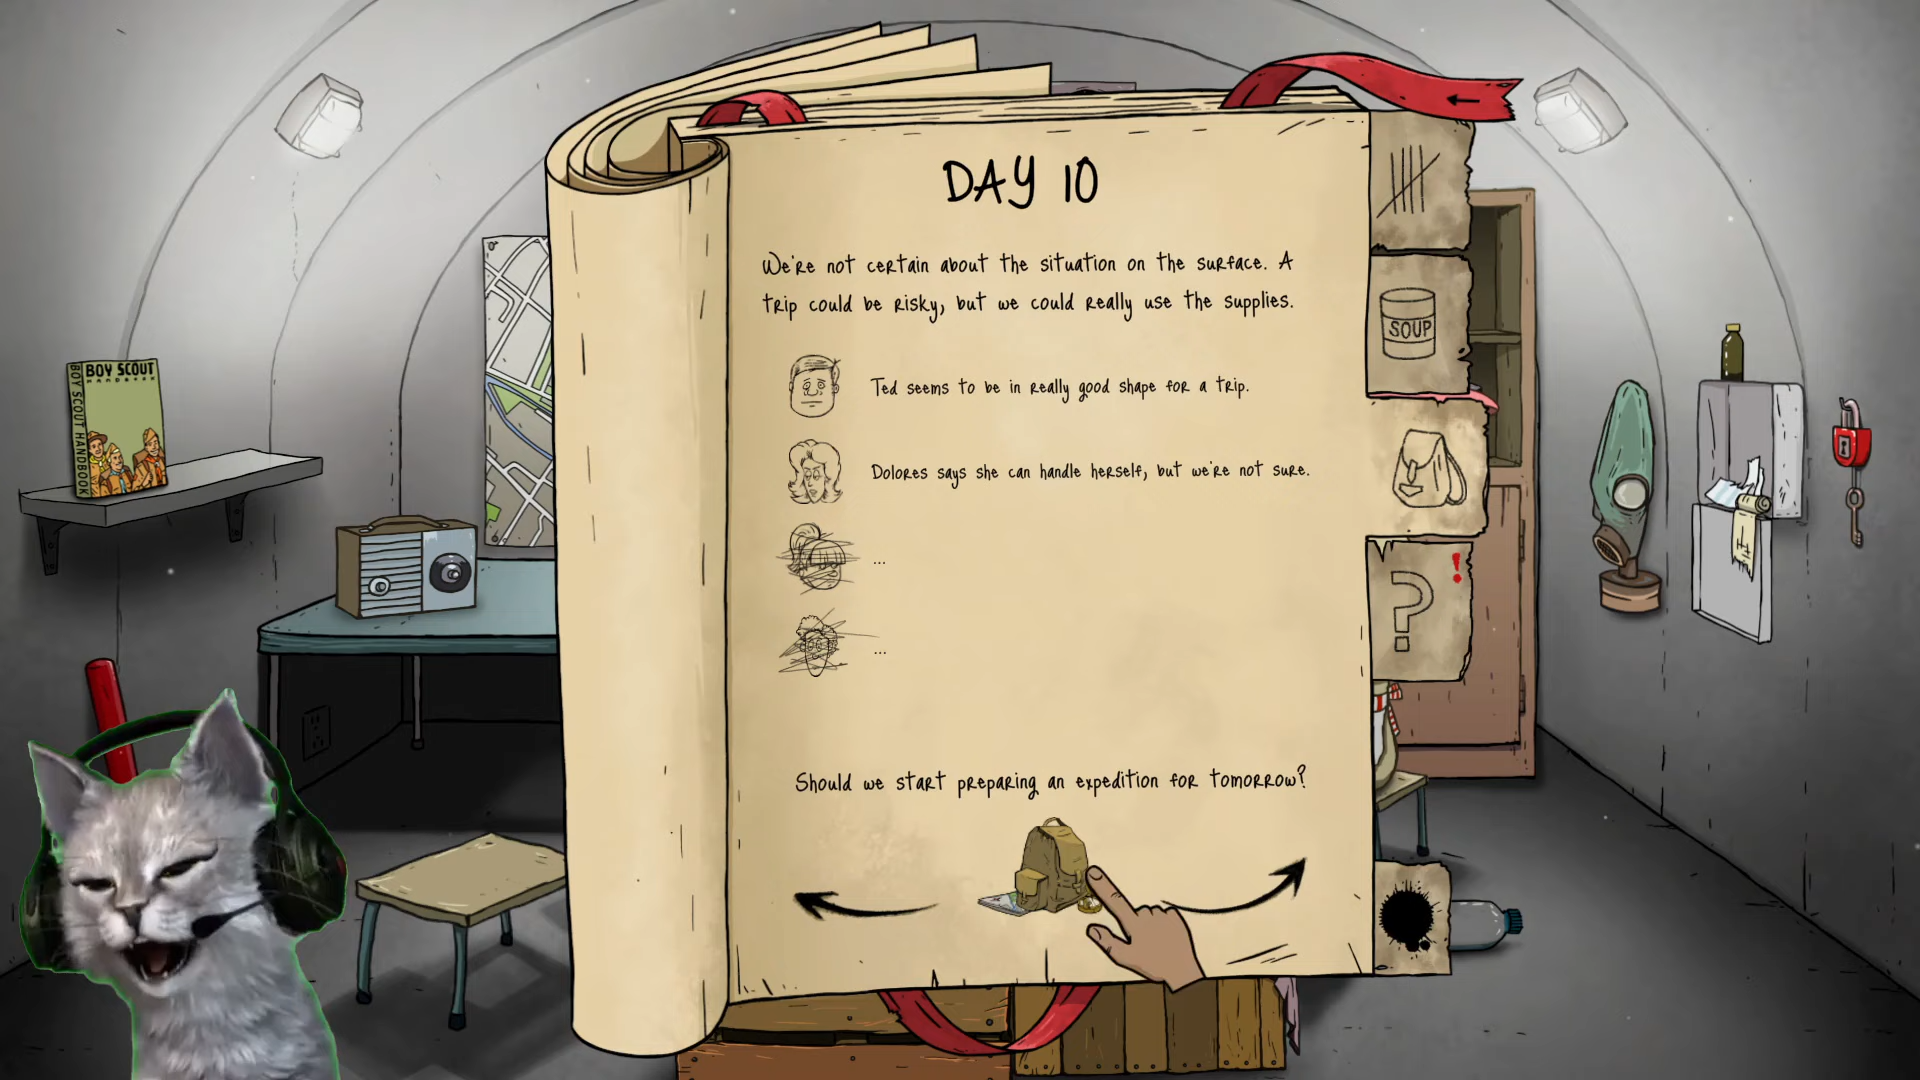 DAY 10
We're not certain about the situation on the surface. A
trip could be risky, but we could really use the supplies.
Ted seems to be in really good shape for a trip.
Dolores says she can handle herself, but we're not sure.
...
...
Should we start preparing an expedition for tomorrow?
SOUP
?
!
BOY SCOUT
HANDBOOK
BOY SCOUT HANDBOOK